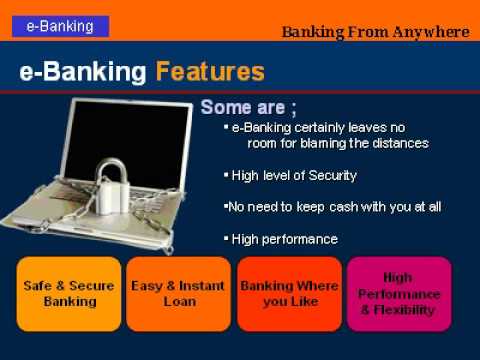 e-Banking
Banking From Anywhere
e-Banking Features
Some are ;
• e-Banking certainly leaves no
room for blaming the distances
• High level of Security
•No need to keep cash with you at all
• High performance
Safe & Secure
Banking
Easy & Instant
Loan
Banking Where
you Like
High
Performance
& Flexibility